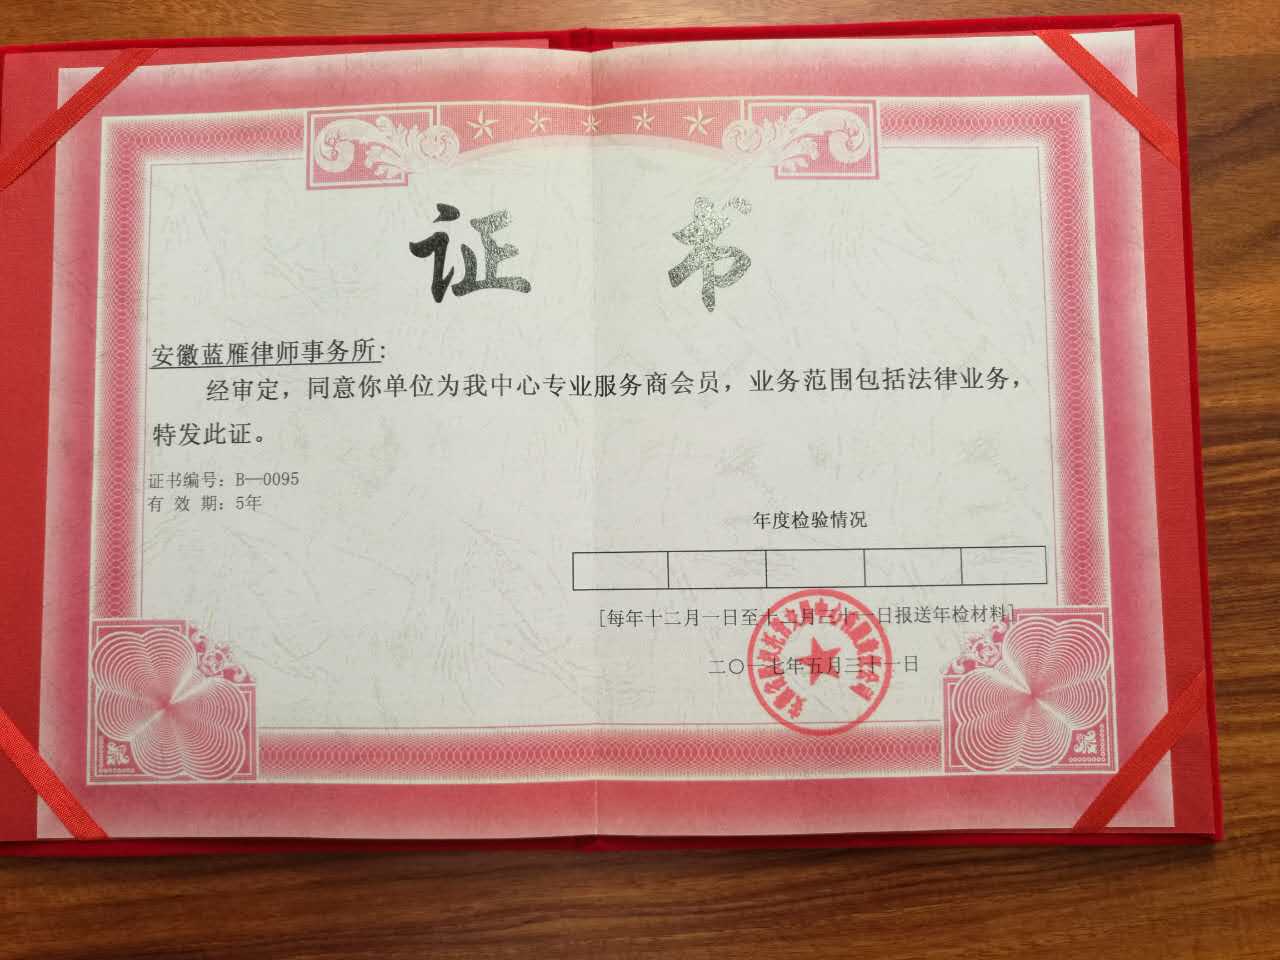 证 书
安徽蓝雁律师事务所:
经审定，同意你单位为我中心专业服务商会员，业务范围包括法律业务，
特发此证。
证书编号: B—0095
有 效 期: 5年
年度检验情况
[每年十二月一日至十二月三十一日报送年检材料]
二〇一七年五月三十一日